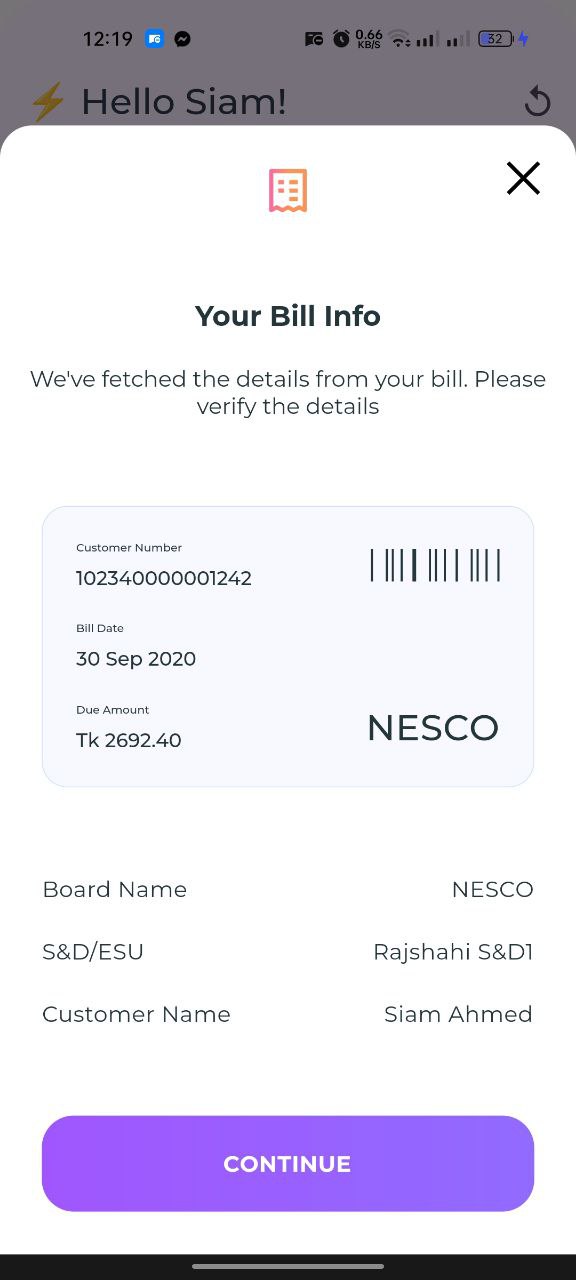 12:19
0.66
KB/S
32
Hello Siam!
Your Bill Info
We've fetched the details from your bill. Please
verify the details
Customer Number
102340000001242
Bill Date
30 Sep 2020
Due Amount
Tk 2692.40
NESCO
Board Name NESCO
S&D/ESU Rajshahi S&D1
Customer Name Siam Ahmed
CONTINUE